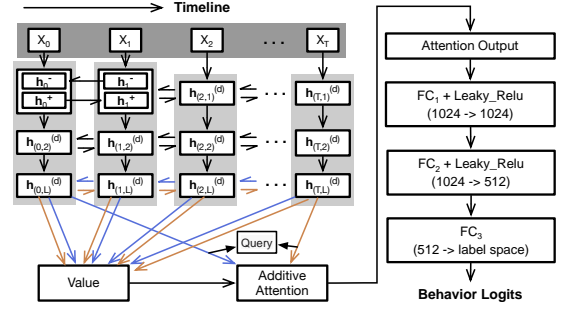 Timeline
X0 X1 X2 ... XT
h0- h1-
h0+ h1+ h(2,1)(d) ... h(T,1)(d)
h(0,2)(d) h(1,2)(d) h(2,2)(d) ... h(T,2)(d)
h(0,L)(d) h(1,L)(d) h(2,L)(d) ... h(T,L)(d)
Query
Value
Additive
Attention
Attention Output
FC1 + Leaky_Relu
(1024 -> 1024)
FC2 + Leaky_Relu
(1024 -> 512)
FC3
(512 -> label space)
Behavior Logits